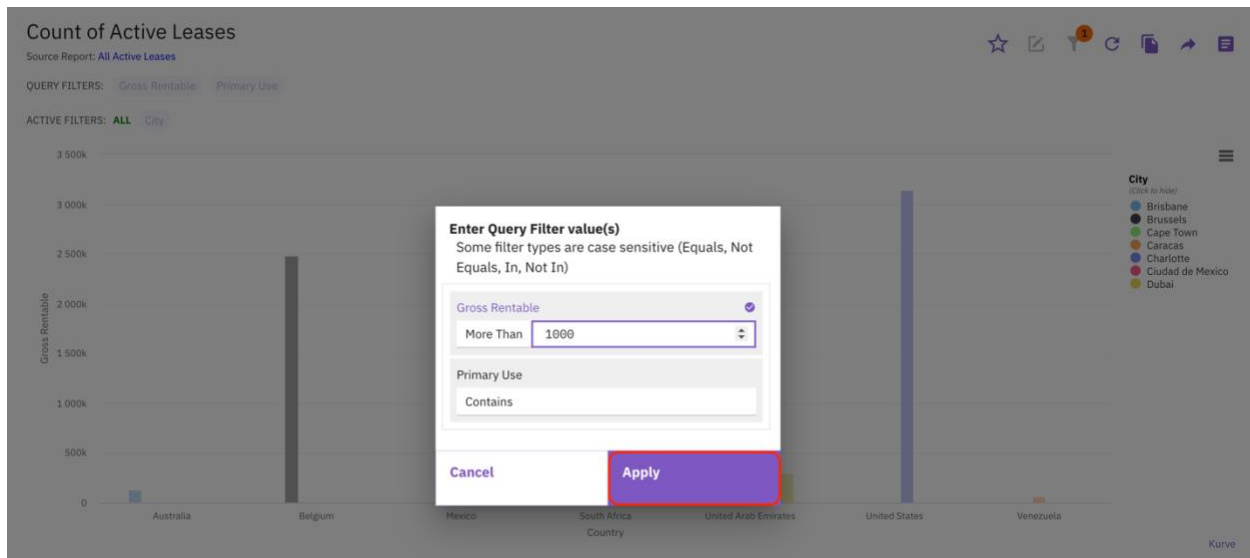 Count of Active Leases
Source Report: All Active Leases
1
QUERY FILTERS: Gross Rentable Primary Use
ACTIVE FILTERS: ALL City
3 500k
3 000k
2 500k
2 000k
1 500k
1 000k
500k
0
Gross Rentable
Australia Belgium Mexico South Africa United Arab Emirates United States Venezuela
Country
City
(Click to hide)
Brisbane
Brussels
Cape Town
Caracas
Charlotte
Ciudad de Mexico
Dubai
Enter Query Filter value(s)
Some filter types are case sensitive (Equals, Not
Equals, In, Not In)
Gross Rentable
More Than 1000
Primary Use
Contains
Cancel Apply
Kurve